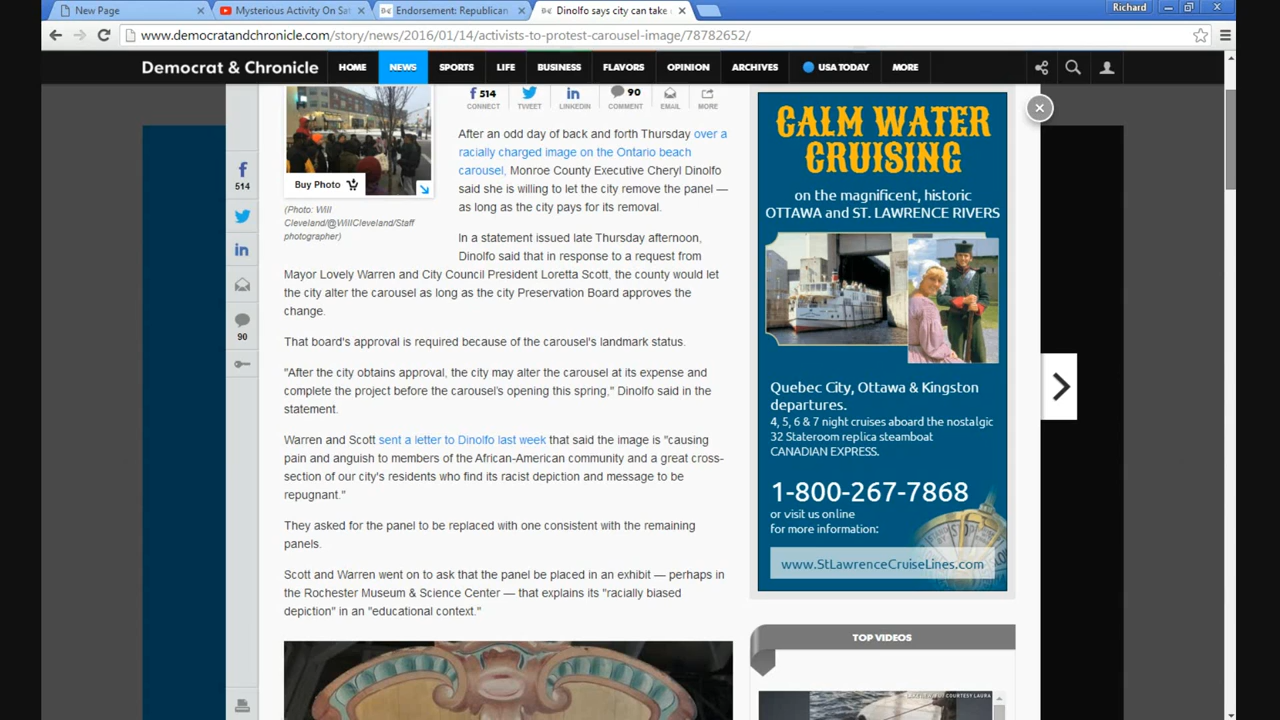 New Page
Mysterious Activity On Sat
Endorsement: Republican
Dinolfo says city can take
Richard
www.democratandchronicle.com/story/news/2016/01/14/activists-to-protest-carousel-image/78782652/
Democrat & Chronicle
HOME
NEWS
SPORTS
LIFE
BUSINESS
FLAVORS
OPINION
ARCHIVES
USA TODAY
MORE
514
CONNECT
TWEET
LINKEDIN
90
COMMENT
EMAIL
MORE
Buy Photo
(Photo: Will
Cleveland/@WillCleveland/Staff
photographer)
514
90
After an odd day of back and forth Thursday over a
racially charged image on the Ontario beach
carousel, Monroe County Executive Cheryl Dinolfo
said she is willing to let the city remove the panel —
as long as the city pays for its removal.
In a statement issued late Thursday afternoon,
Dinolfo said that in response to a request from
Mayor Lovely Warren and City Council President Loretta Scott, the county would let
the city alter the carousel as long as the city Preservation Board approves the
change.
That board's approval is required because of the carousel's landmark status.
"After the city obtains approval, the city may alter the carousel at its expense and
complete the project before the carousel's opening this spring," Dinolfo said in the
statement.
Warren and Scott sent a letter to Dinolfo last week that said the image is "causing
pain and anguish to members of the African-American community and a great cross-
section of our city's residents who find its racist depiction and message to be
repugnant."
They asked for the panel to be replaced with one consistent with the remaining
panels.
Scott and Warren went on to ask that the panel be placed in an exhibit — perhaps in
the Rochester Museum & Science Center — that explains its "racially biased
depiction" in an "educational context."
CALM WATER
CRUISING
on the magnificent, historic
OTTAWA and ST. LAWRENCE RIVERS
Quebec City, Ottawa & Kingston
departures.
4, 5, 6 & 7 night cruises aboard the nostalgic
32 Stateroom replica steamboat
CANADIAN EXPRESS.
1-800-267-7868
or visit us online
for more information:
www.StLawrenceCruiseLines.com
TOP VIDEOS